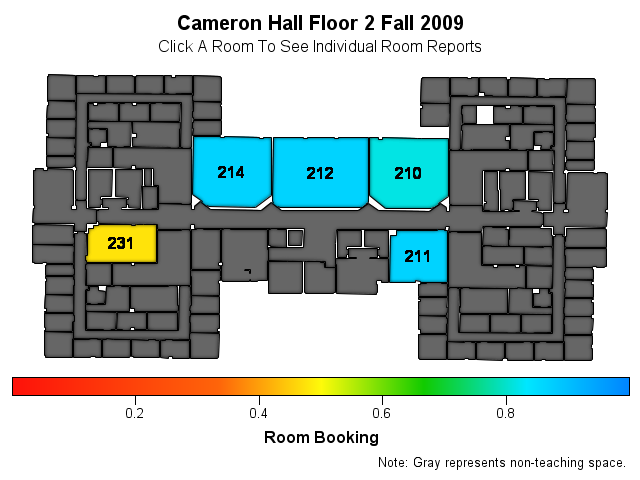 Cameron Hall Floor 2 Fall 2009
Click A Room To See Individual Room Reports
214 212 210
231 211
0.2 0.4 0.6 0.8
Room Booking
Note: Gray represents non-teaching space.